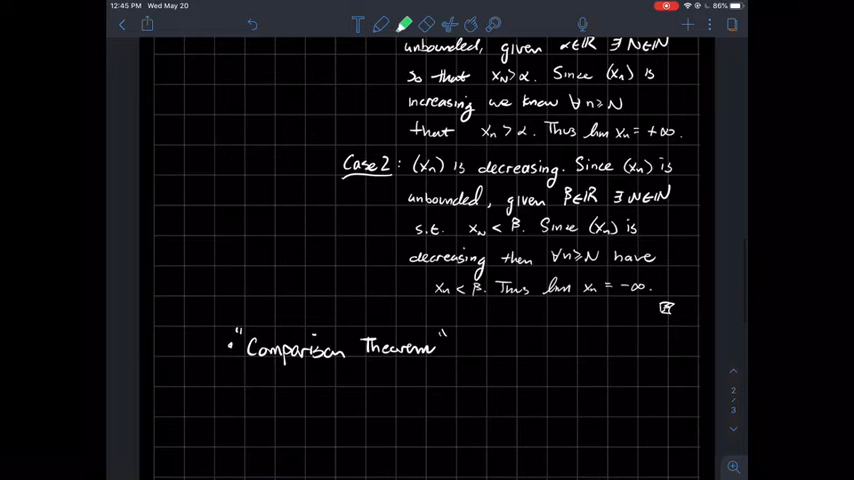 12:45 PM Wed May 20
86%
unbounded, given α∈ℝ ∃N∈ℕ
so that x_N > α. Since (x_n) is
increasing we know ∀n≥N
that x_n > α. Thus lim x_n = +∞.
Case 2: (x_n) is decreasing. Since (x_n) is
unbounded, given β∈ℝ ∃N∈ℕ
s.t. x_N < β. Since (x_n) is
decreasing then ∀n≥N have
x_n < β. Thus lim x_n = -∞.
• "Comparison Theorem"
2
3